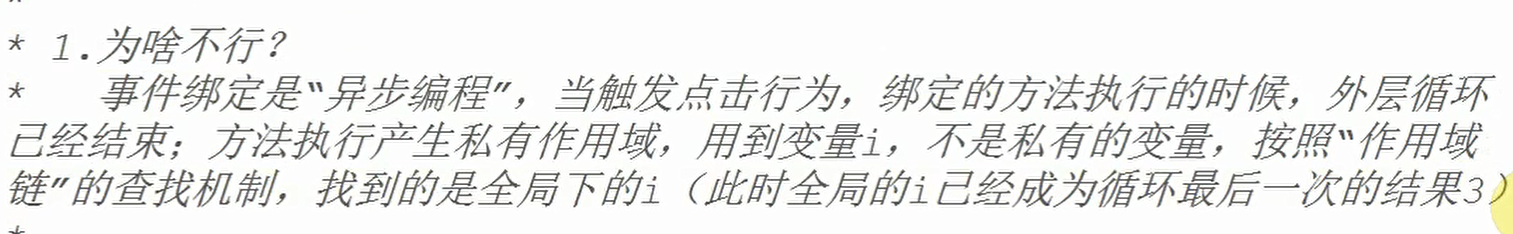 *
* 1.为啥不行？
*   事件绑定是“异步编程”，当触发点击行为，绑定的方法执行的时候，外层循环
已经结束；方法执行产生私有作用域，用到变量i，不是私有的变量，按照“作用域
链”的查找机制，找到的是全局下的i（此时全局的i已经成为循环最后一次的结果3）
*